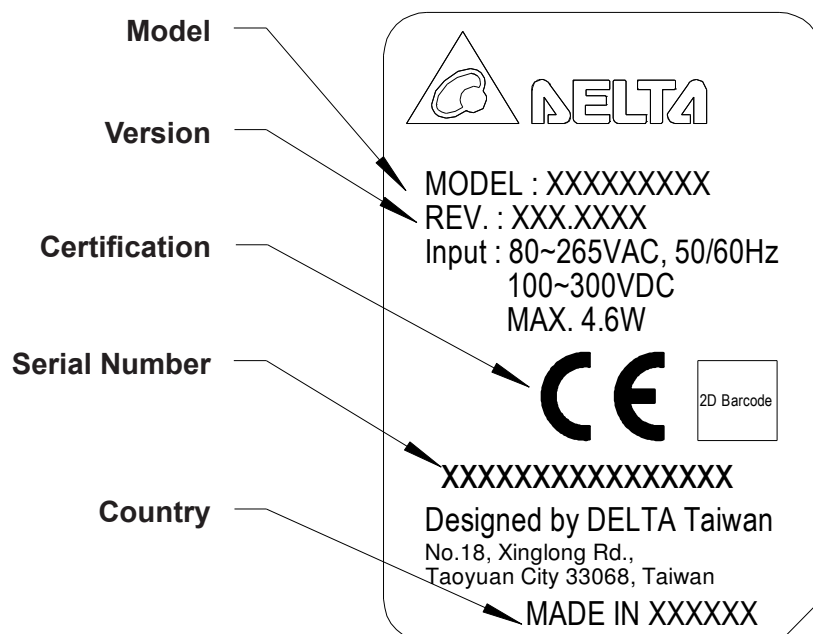 Model
Version
Certification
Serial Number
Country
DELTA
MODEL : XXXXXXXXX
REV. : XXX.XXXX
Input : 80~265VAC, 50/60Hz
100~300VDC
MAX. 4.6W
CE
2D Barcode
XXXXXXXXXXXXXXXX
Designed by DELTA Taiwan
No.18, Xinglong Rd.,
Taoyuan City 33068, Taiwan
MADE IN XXXXXX